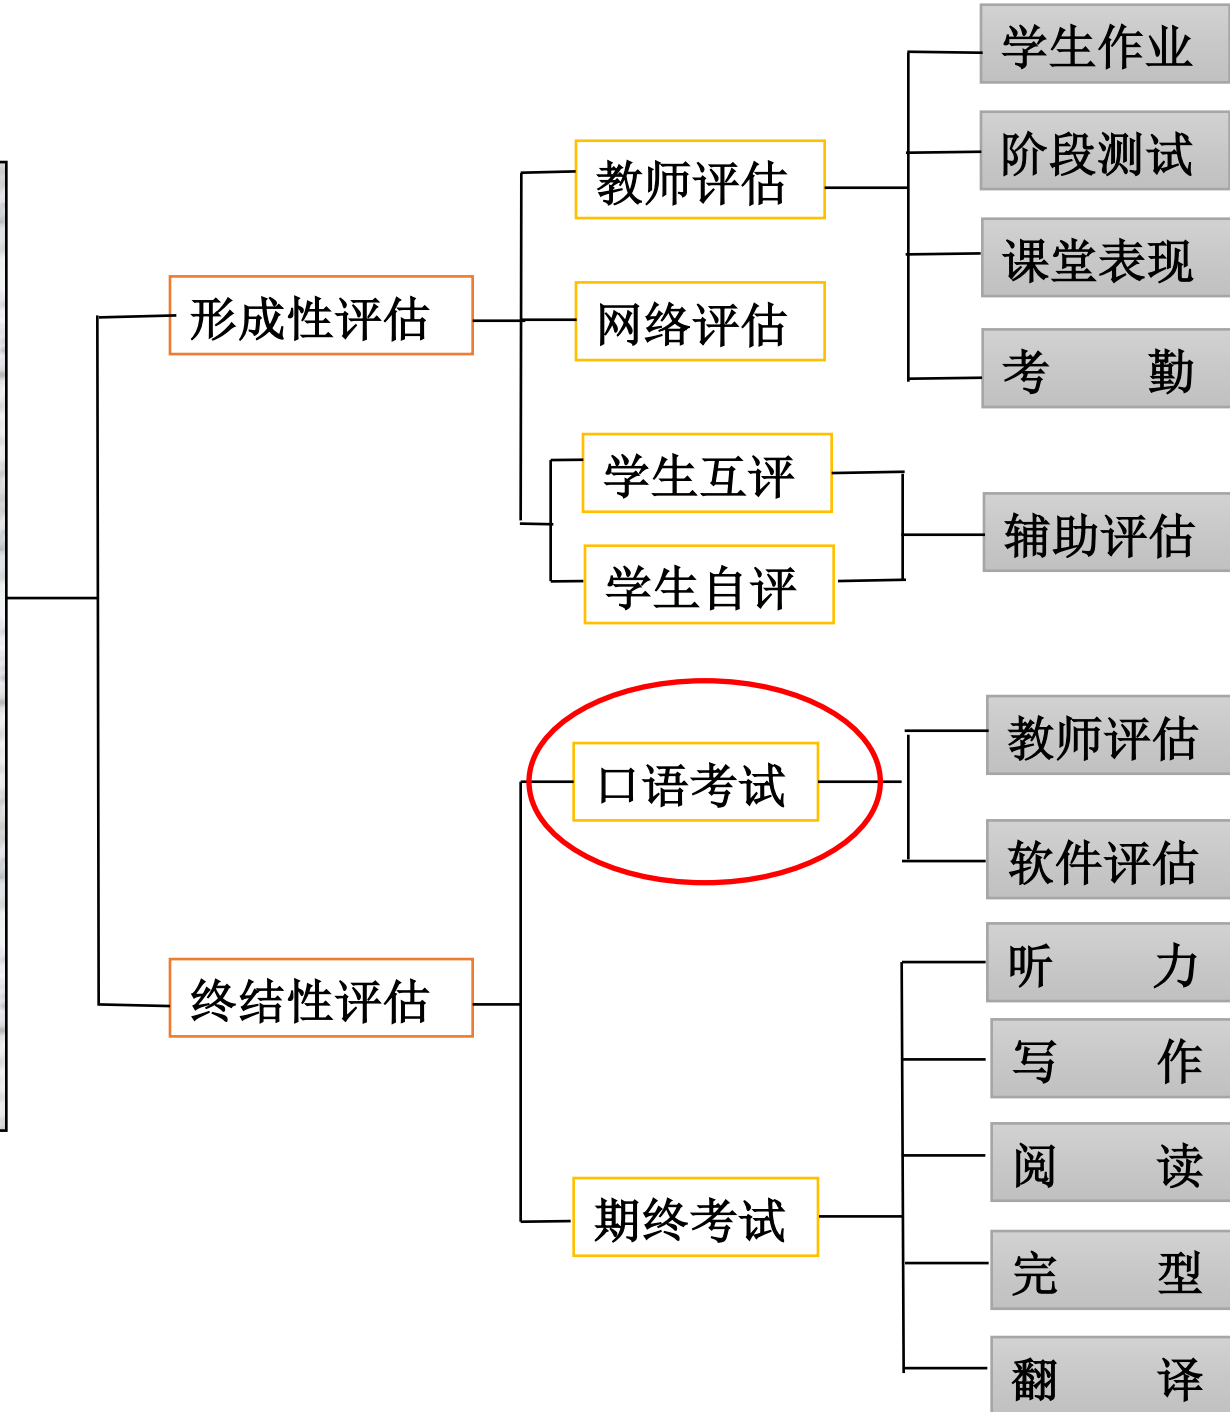 学生作业
阶段测试
教师评估
课堂表现
形成性评估
网络评估
考 勤
学生互评
辅助评估
学生自评
教师评估
口语考试
软件评估
听 力
终结性评估
写 作
阅 读
期终考试
完 型
翻 译